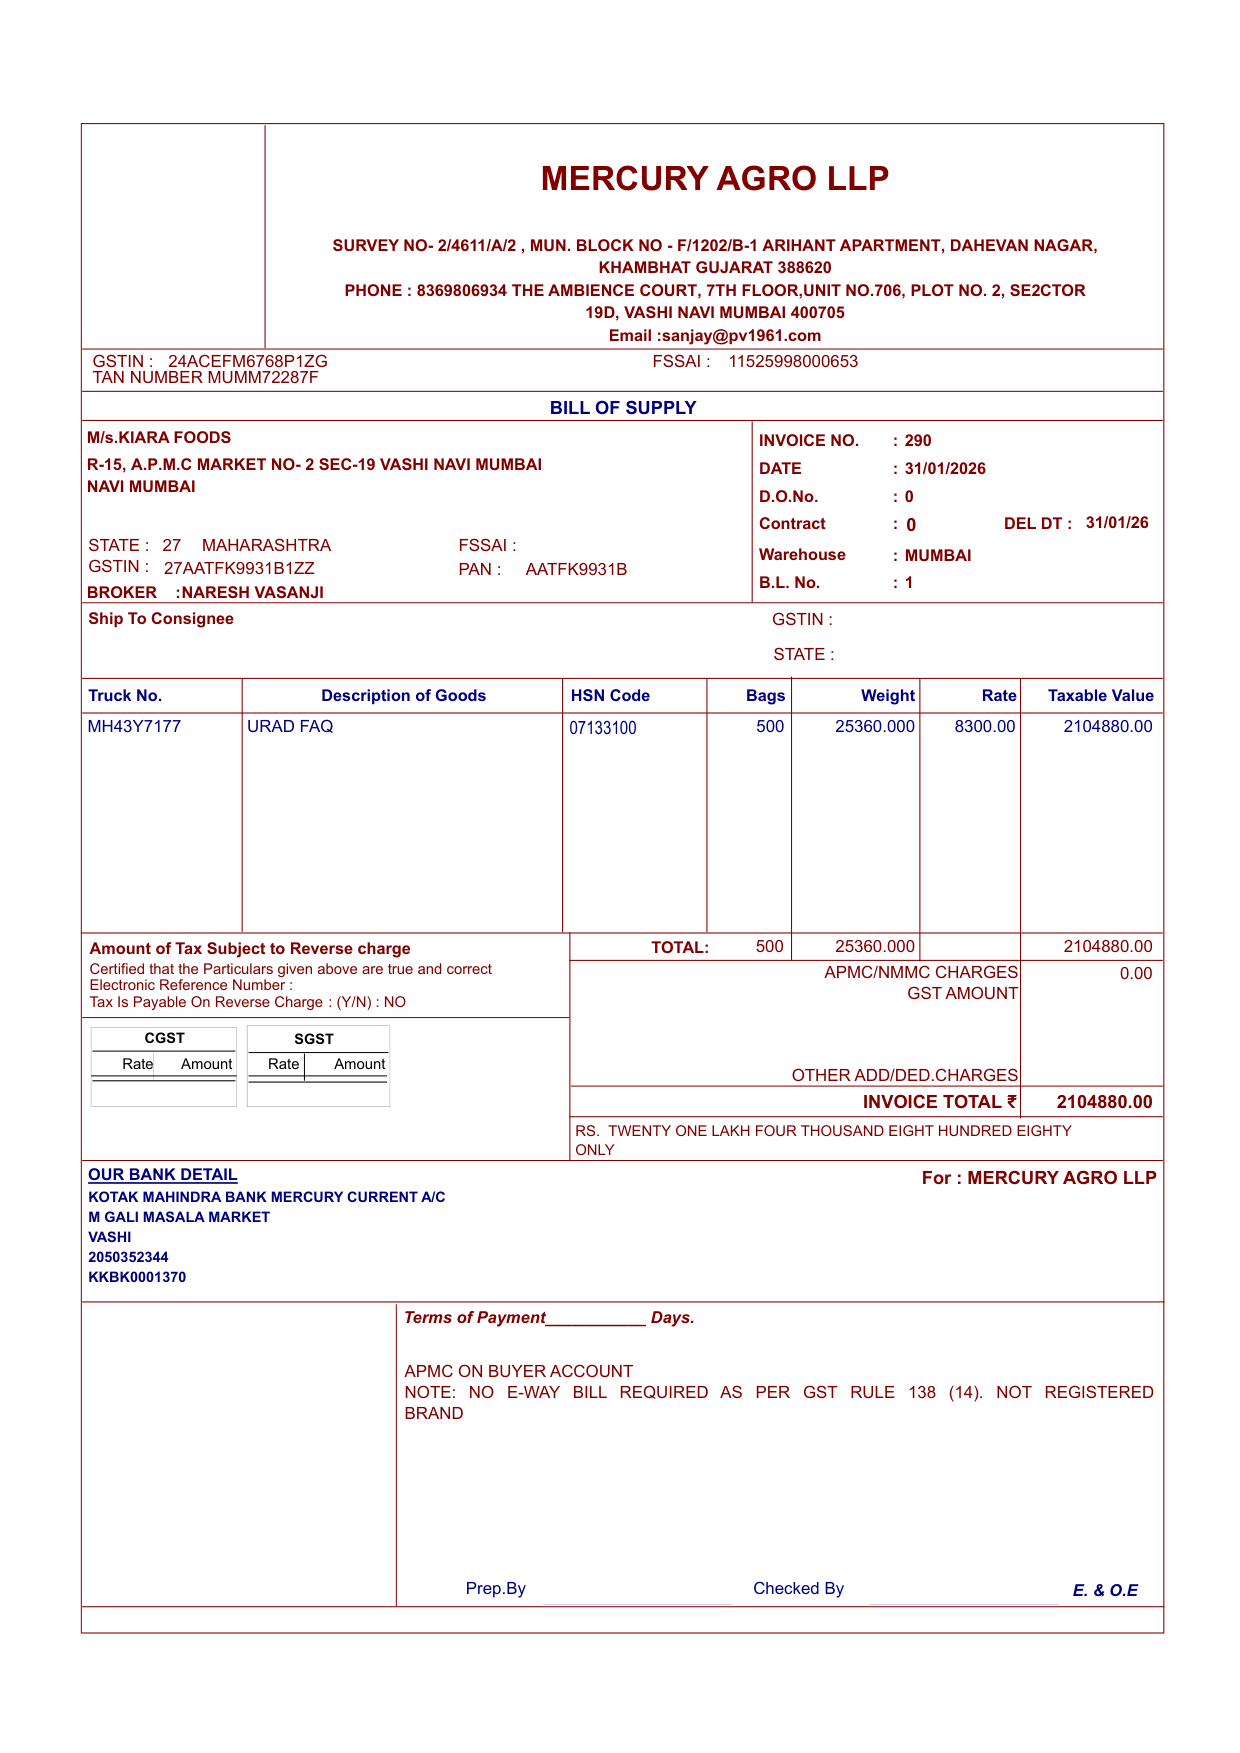 MERCURY AGRO LLP
SURVEY NO- 2/4611/A/2 , MUN. BLOCK NO - F/1202/B-1 ARIHANT APARTMENT, DAHEVAN NAGAR,
KHAMBHAT GUJARAT 388620
PHONE : 8369806934 THE AMBIENCE COURT, 7TH FLOOR,UNIT NO.706, PLOT NO. 2, SE2CTOR
19D, VASHI NAVI MUMBAI 400705
Email :sanjay@pv1961.com
GSTIN : 24ACEFM6768P1ZG FSSAI : 11525998000653
TAN NUMBER MUMM72287F
BILL OF SUPPLY
M/s.KIARA FOODS
R-15, A.P.M.C MARKET NO- 2 SEC-19 VASHI NAVI MUMBAI
NAVI MUMBAI
STATE : 27 MAHARASHTRA FSSAI :
GSTIN : 27AATFK9931B1ZZ PAN : AATFK9931B
BROKER :NARESH VASANJI
INVOICE NO. : 290
DATE : 31/01/2026
D.O.No. : 0
Contract : 0 DEL DT : 31/01/26
Warehouse : MUMBAI
B.L. No. : 1
Ship To Consignee GSTIN :
STATE :
Truck No. Description of Goods HSN Code Bags Weight Rate Taxable Value
MH43Y7177 URAD FAQ 07133100 500 25360.000 8300.00 2104880.00
TOTAL: 500 25360.000 2104880.00
Amount of Tax Subject to Reverse charge
Certified that the Particulars given above are true and correct
Electronic Reference Number :
Tax Is Payable On Reverse Charge : (Y/N) : NO
CGST SGST
Rate Amount Rate Amount
APMC/NMMC CHARGES 0.00
GST AMOUNT
OTHER ADD/DED.CHARGES
INVOICE TOTAL ₹ 2104880.00
RS. TWENTY ONE LAKH FOUR THOUSAND EIGHT HUNDRED EIGHTY
ONLY
OUR BANK DETAIL
KOTAK MAHINDRA BANK MERCURY CURRENT A/C
M GALI MASALA MARKET
VASHI
2050352344
KKBK0001370
For : MERCURY AGRO LLP
Terms of Payment___________ Days.
APMC ON BUYER ACCOUNT
NOTE: NO E-WAY BILL REQUIRED AS PER GST RULE 138 (14). NOT REGISTERED
BRAND
Prep.By Checked By E. & O.E